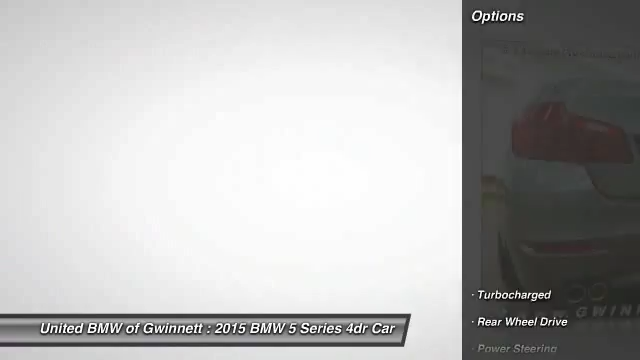 Options
· Turbocharged
· Rear Wheel Drive
· Power Steering
United BMW of Gwinnett : 2015 BMW 5 Series 4dr Car